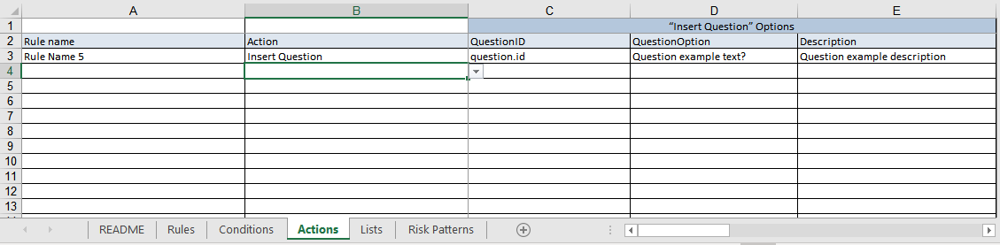 A B C D E
1 “Insert Question” Options
2 Rule name Action QuestionID QuestionOption Description
3 Rule Name 5 Insert Question question.id Question example text? Question example description
4
5
6
7
8
9
10
11
12
13
README Rules Conditions Actions Lists Risk Patterns